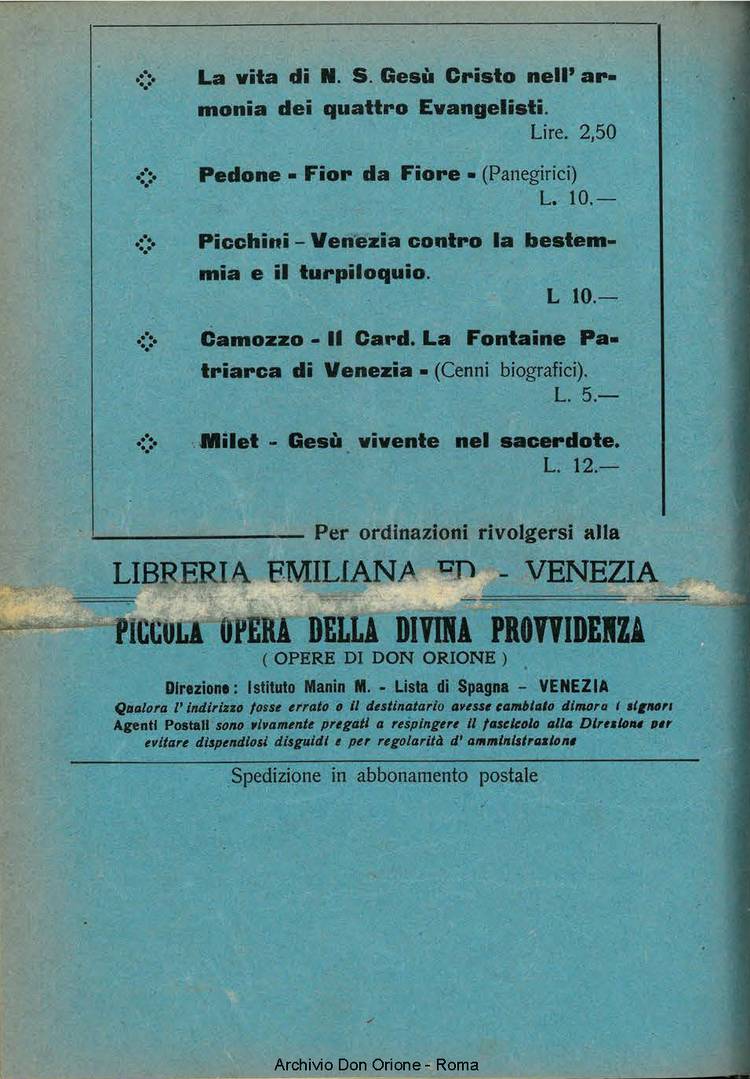 La vita di N. S. Gesù Cristo nell' ar-
monia dei quattro Evangelisti.
Lire. 2,50
Pedone - Fior da Fiore - (Panegirici)
L. 10.—
Picchini - Venezia contro la bestem-
mia e il turpiloquio.
L 10.—
Camozzo - Il Card. La Fontaine Pa-
triarca di Venezia - (Cenni biografici).
L. 5.—
Milet - Gesù vivente nel sacerdote.
L. 12.—
Per ordinazioni rivolgersi alla
LIBRERIA EMILIANA ED - VENEZIA
PICCOLA OPERA DELLA DIVINA PROVVIDENZA
( OPERE DI DON ORIONE )
Direzione : Istituto Manin M. - Lista di Spagna - VENEZIA
Qualora l' indirizzo fosse errato o il destinatario avesse cambiato dimora i signori
Agenti Postali sono vivamente pregati a respingere il fascicolo alla Direzione per
evitare dispendiosi disguidi e per regolarità d' amministrazione
Spedizione in abbonamento postale
Archivio Don Orione - Roma